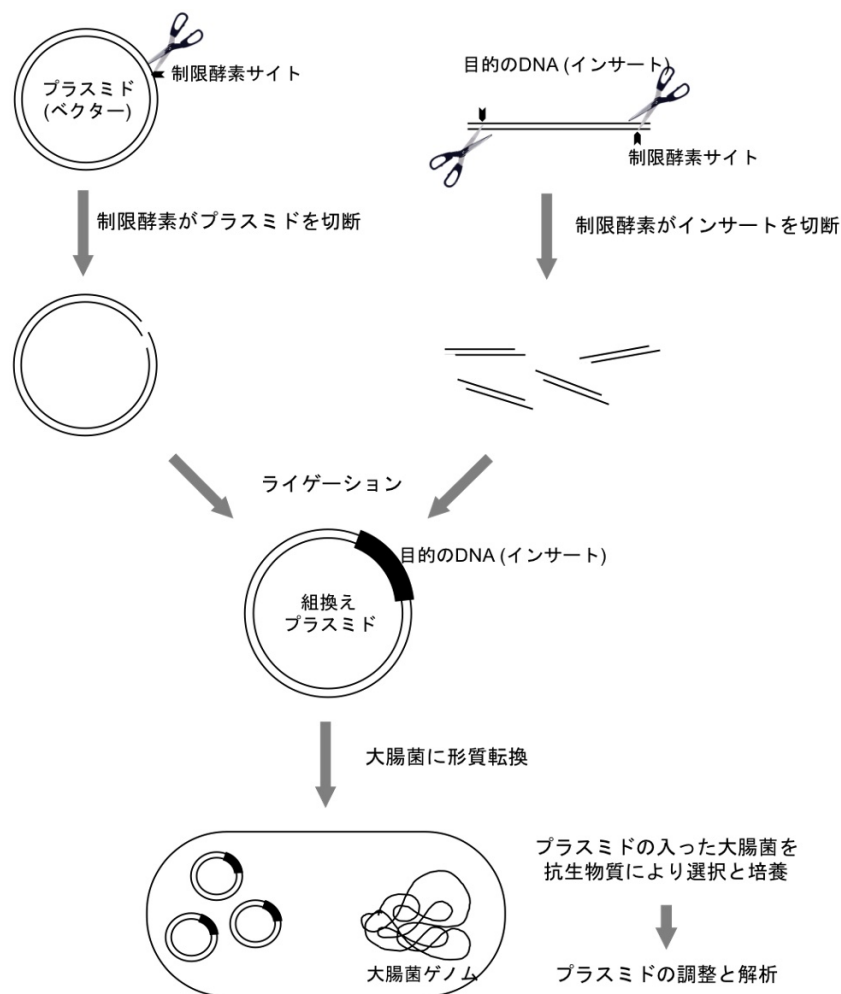 プラスミド
(ベクター)
制限酵素サイト
目的のDNA (インサート)
制限酵素サイト
制限酵素がプラスミドを切断
制限酵素がインサートを切断
ライゲーション
目的のDNA (インサート)
組換え
プラスミド
大腸菌に形質転換
プラスミドの入った大腸菌を
抗生物質により選択と培養
大腸菌ゲノム
プラスミドの調整と解析